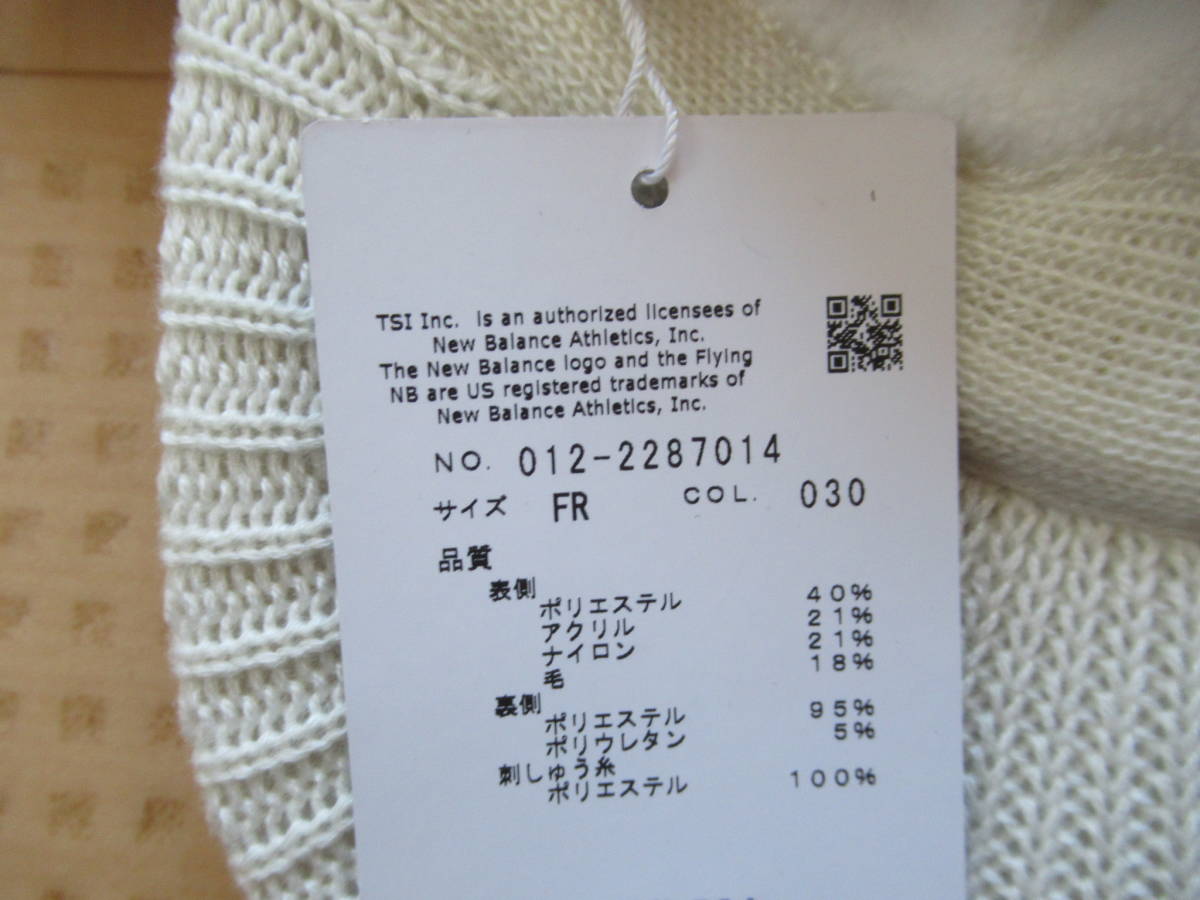 TSI Inc. is an authorized licensees of
New Balance Athletics, Inc.
The New Balance logo and the Flying
NB are US registered trademarks of
New Balance Athletics, Inc.
NO. 012-2287014
サイズ FR COL. 030
品質
表側
ポリエステル 40%
アクリル 21%
ナイロン 21%
毛 18%
裏側
ポリエステル 95%
ポリウレタン 5%
刺しゅう糸
ポリエステル 100%